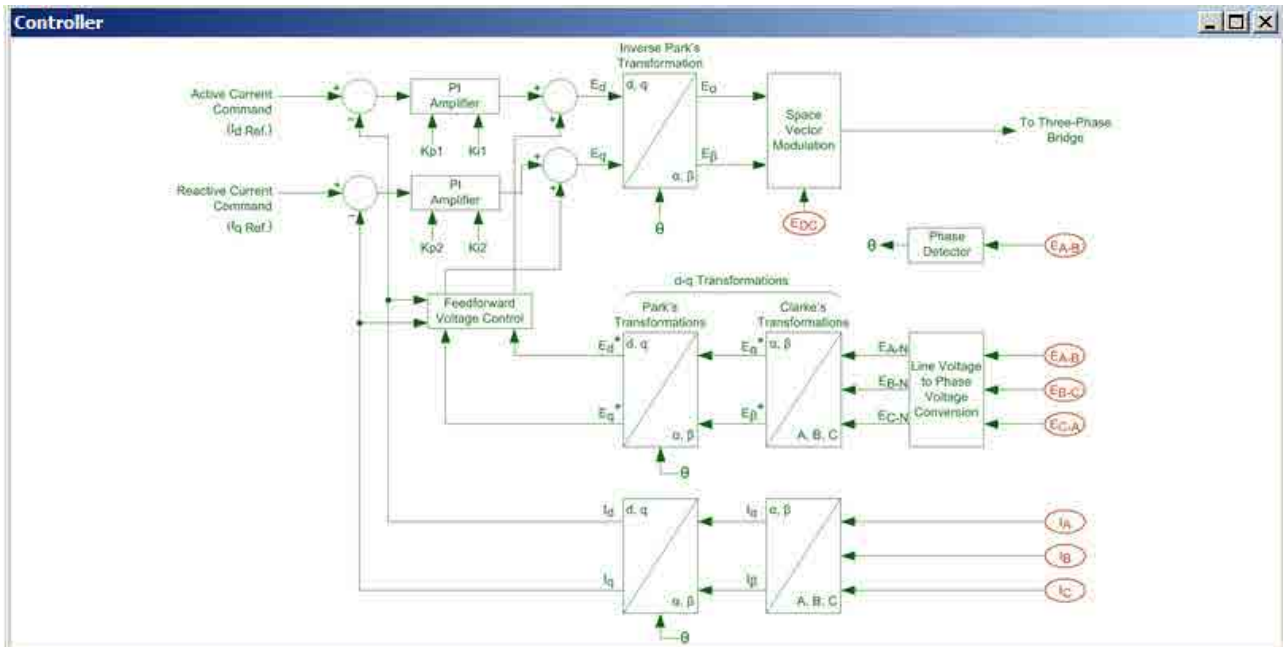 Controller
Inverse Park's
Transformation
Active Current
Command
(Id Ref.)
+
−
PI
Amplifier
Kp1
Ki1
+
+
Ed
d, q
α, β
Eα
Space
Vector
Modulation
To Three-Phase
Bridge
Reactive Current
Command
(Iq Ref.)
+
−
PI
Amplifier
Kp2
Ki2
+
+
Eq
Eβ
θ
EDC
θ
Phase
Detector
EA-B
d-q Transformations
Feedforward
Voltage Control
Park's
Transformations
Clarke's
Transformations
Ed*
d, q
α, β
Eα*
α, β
A, B, C
EA-N
Line Voltage
to Phase
Voltage
Conversion
EA-B
EB-N
EB-C
Eq*
Eβ*
EC-N
EC-A
θ
Id
d, q
α, β
Iα
α, β
A, B, C
IA
IB
Iq
Iβ
IC
θ